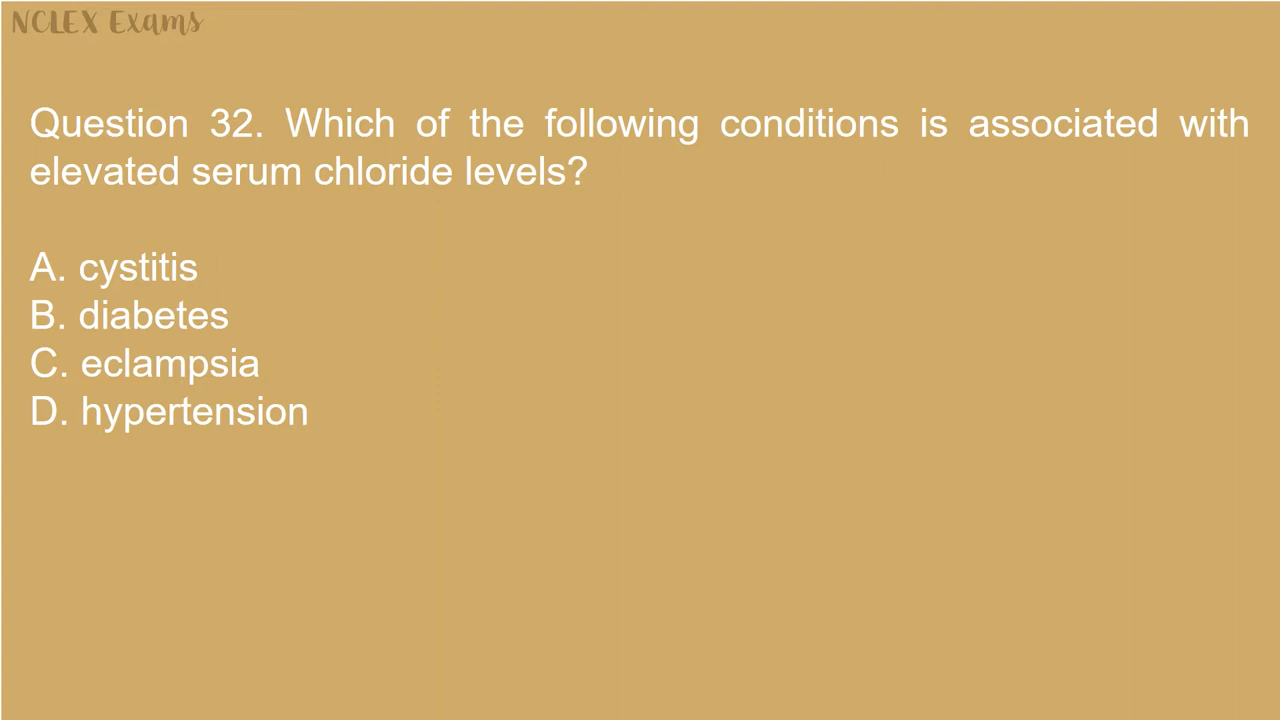 NCLEX Exams
Question 32. Which of the following conditions is associated with
elevated serum chloride levels?
A. cystitis
B. diabetes
C. eclampsia
D. hypertension